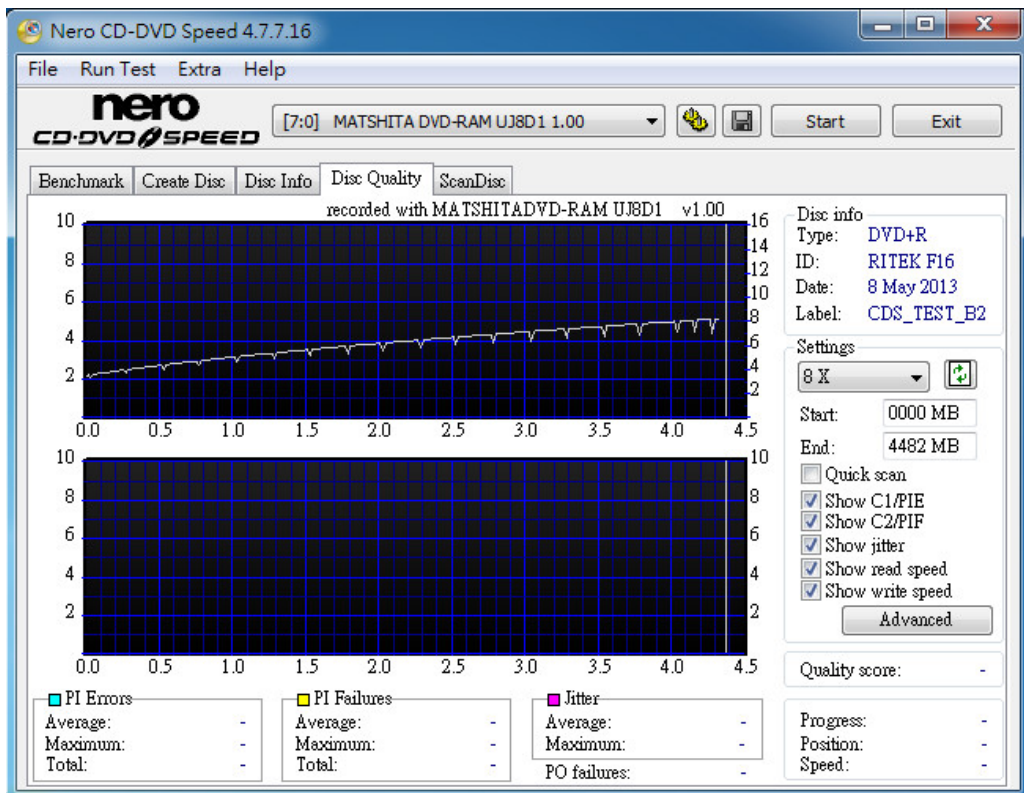 Nero CD-DVD Speed 4.7.7.16
File Run Test Extra Help
nero
CD·DVD SPEED
[7:0] MATSHITA DVD-RAM UJ8D1 1.00
Start
Exit
Benchmark Create Disc Disc Info Disc Quality ScanDisc
recorded with MATSHITADVD-RAM UJ8D1 v1.00
10
8
6
4
2
16
14
12
10
8
6
4
2
0.0 0.5 1.0 1.5 2.0 2.5 3.0 3.5 4.0 4.5
10
8
6
4
2
10
8
6
4
2
0.0 0.5 1.0 1.5 2.0 2.5 3.0 3.5 4.0 4.5
Disc info
Type: DVD+R
ID: RITEK F16
Date: 8 May 2013
Label: CDS_TEST_B2
Settings
8 X
Start: 0000 MB
End: 4482 MB
Quick scan
Show C1/PIE
Show C2/PIF
Show jitter
Show read speed
Show write speed
Advanced
Quality score: -
PI Errors
Average: -
Maximum: -
Total: -
PI Failures
Average: -
Maximum: -
Total: -
Jitter
Average: -
Maximum: -
PO failures: -
Progress: -
Position: -
Speed: -